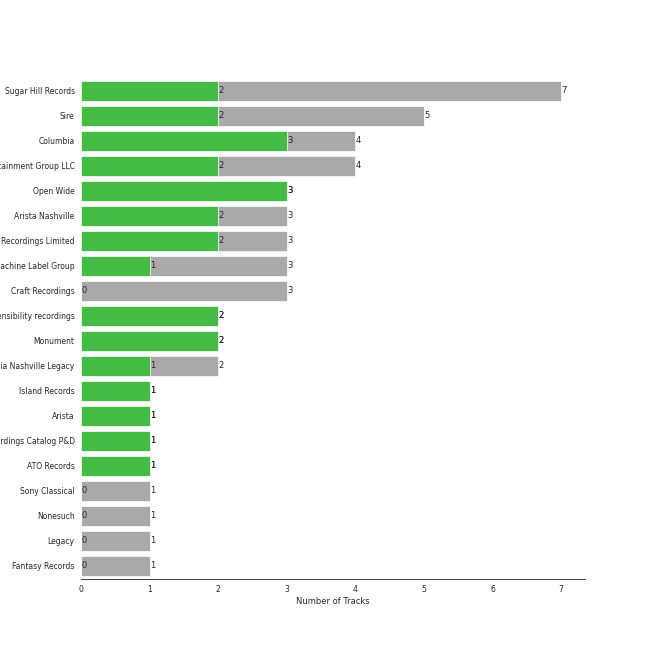 Sugar Hill Records 2 7
Sire 2 5
Columbia 3 4
tainment Group LLC 2 4
Open Wide 3
Arista Nashville 2 3
Recordings Limited 2 3
achine Label Group 1 3
Craft Recordings 0 3
ensibility recordings 2
Monument 2
ia Nashville Legacy 1 2
Island Records 1
Arista 1
rdings Catalog P&D 1
ATO Records 1
Sony Classical 0 1
Nonesuch 0 1
Legacy 0 1
Fantasy Records 0 1
0 1 2 3 4 5 6 7
Number of Tracks